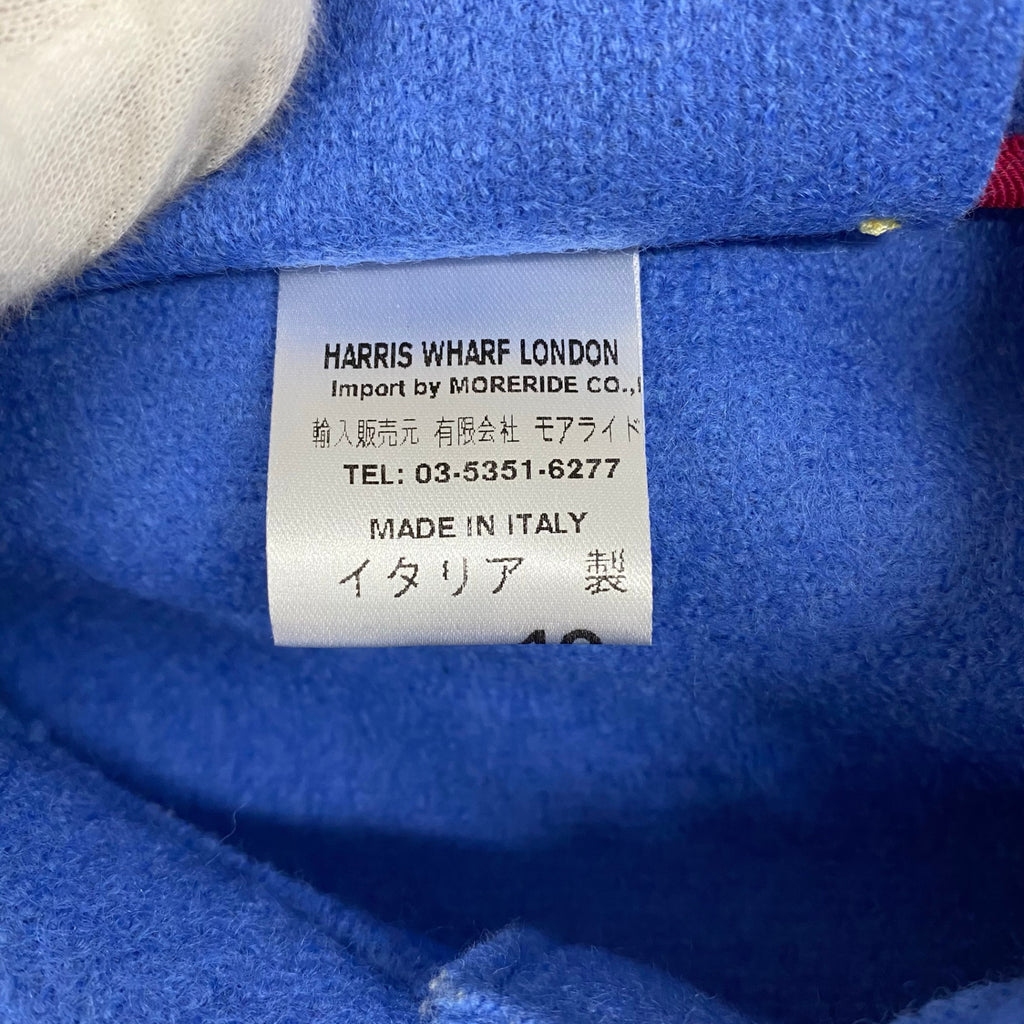 HARRIS WHARF LONDON
Import by MORERIDE CO.,
輸入販売元 有限会社 モアライド
TEL: 03-5351-6277
MADE IN ITALY
イタリア 製